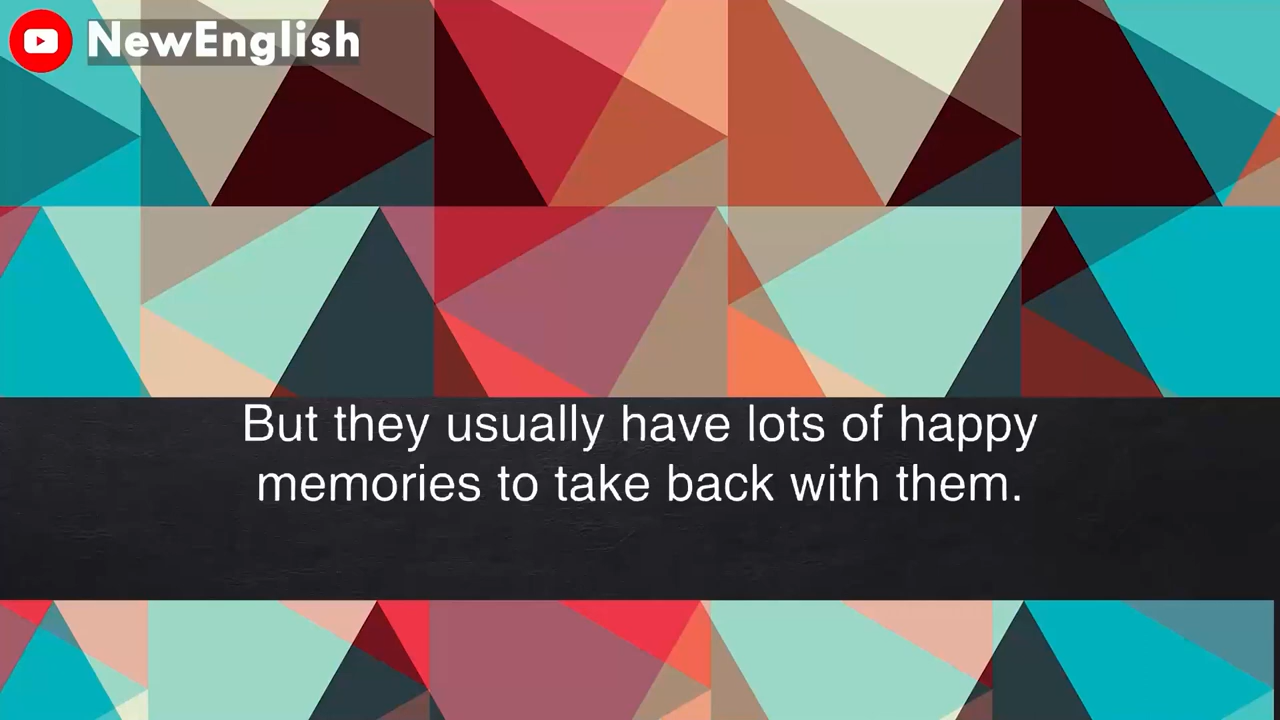 NewEnglish
But they usually have lots of happy
memories to take back with them.